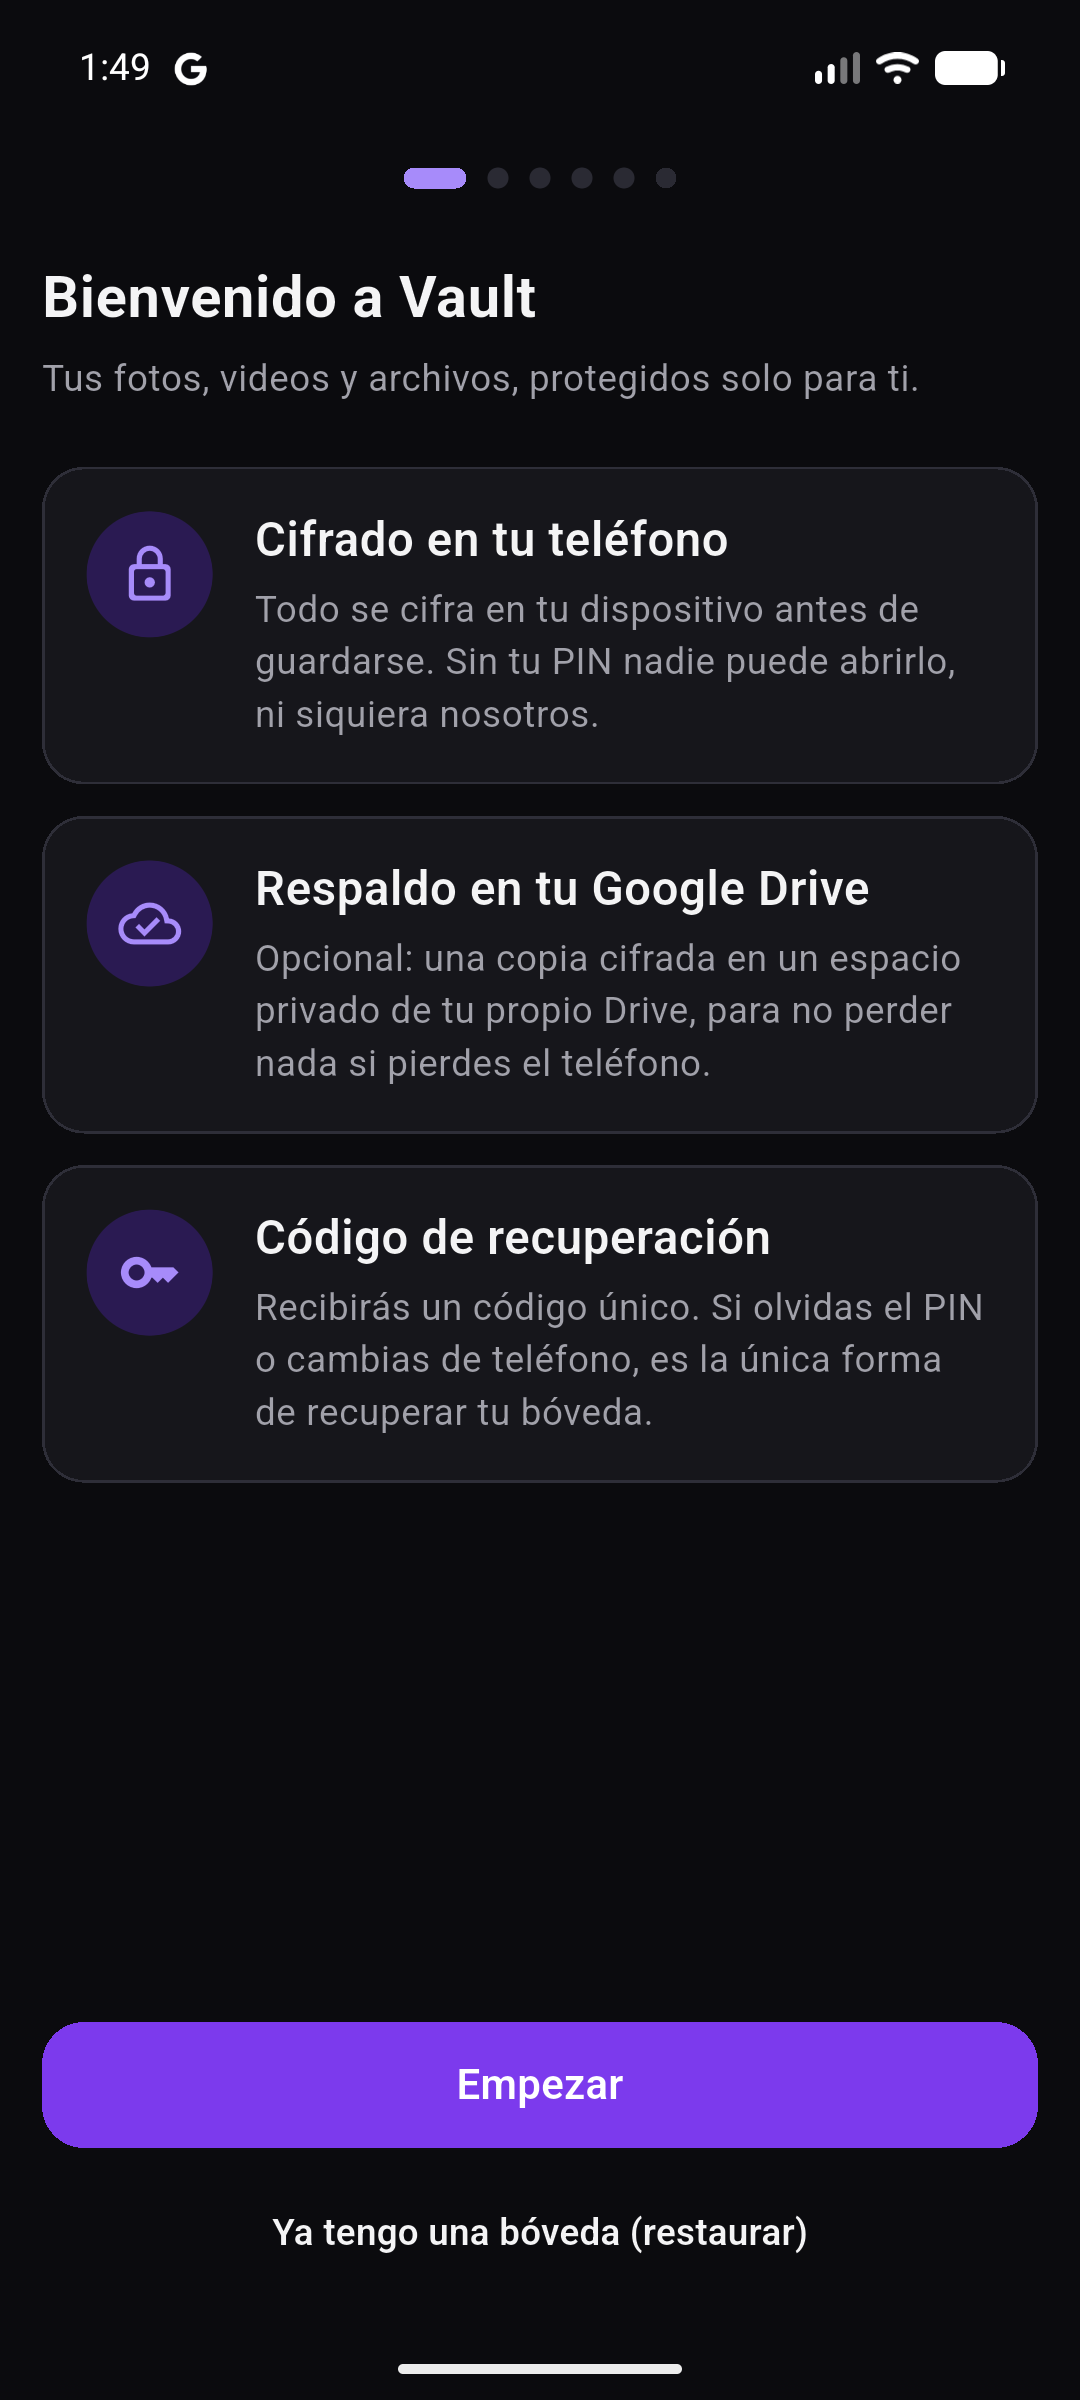 1:49
Bienvenido a Vault
Tus fotos, videos y archivos, protegidos solo para ti.
Cifrado en tu teléfono
Todo se cifra en tu dispositivo antes de
guardarse. Sin tu PIN nadie puede abrirlo,
ni siquiera nosotros.
Respaldo en tu Google Drive
Opcional: una copia cifrada en un espacio
privado de tu propio Drive, para no perder
nada si pierdes el teléfono.
Código de recuperación
Recibirás un código único. Si olvidas el PIN
o cambias de teléfono, es la única forma
de recuperar tu bóveda.
Empezar
Ya tengo una bóveda (restaurar)